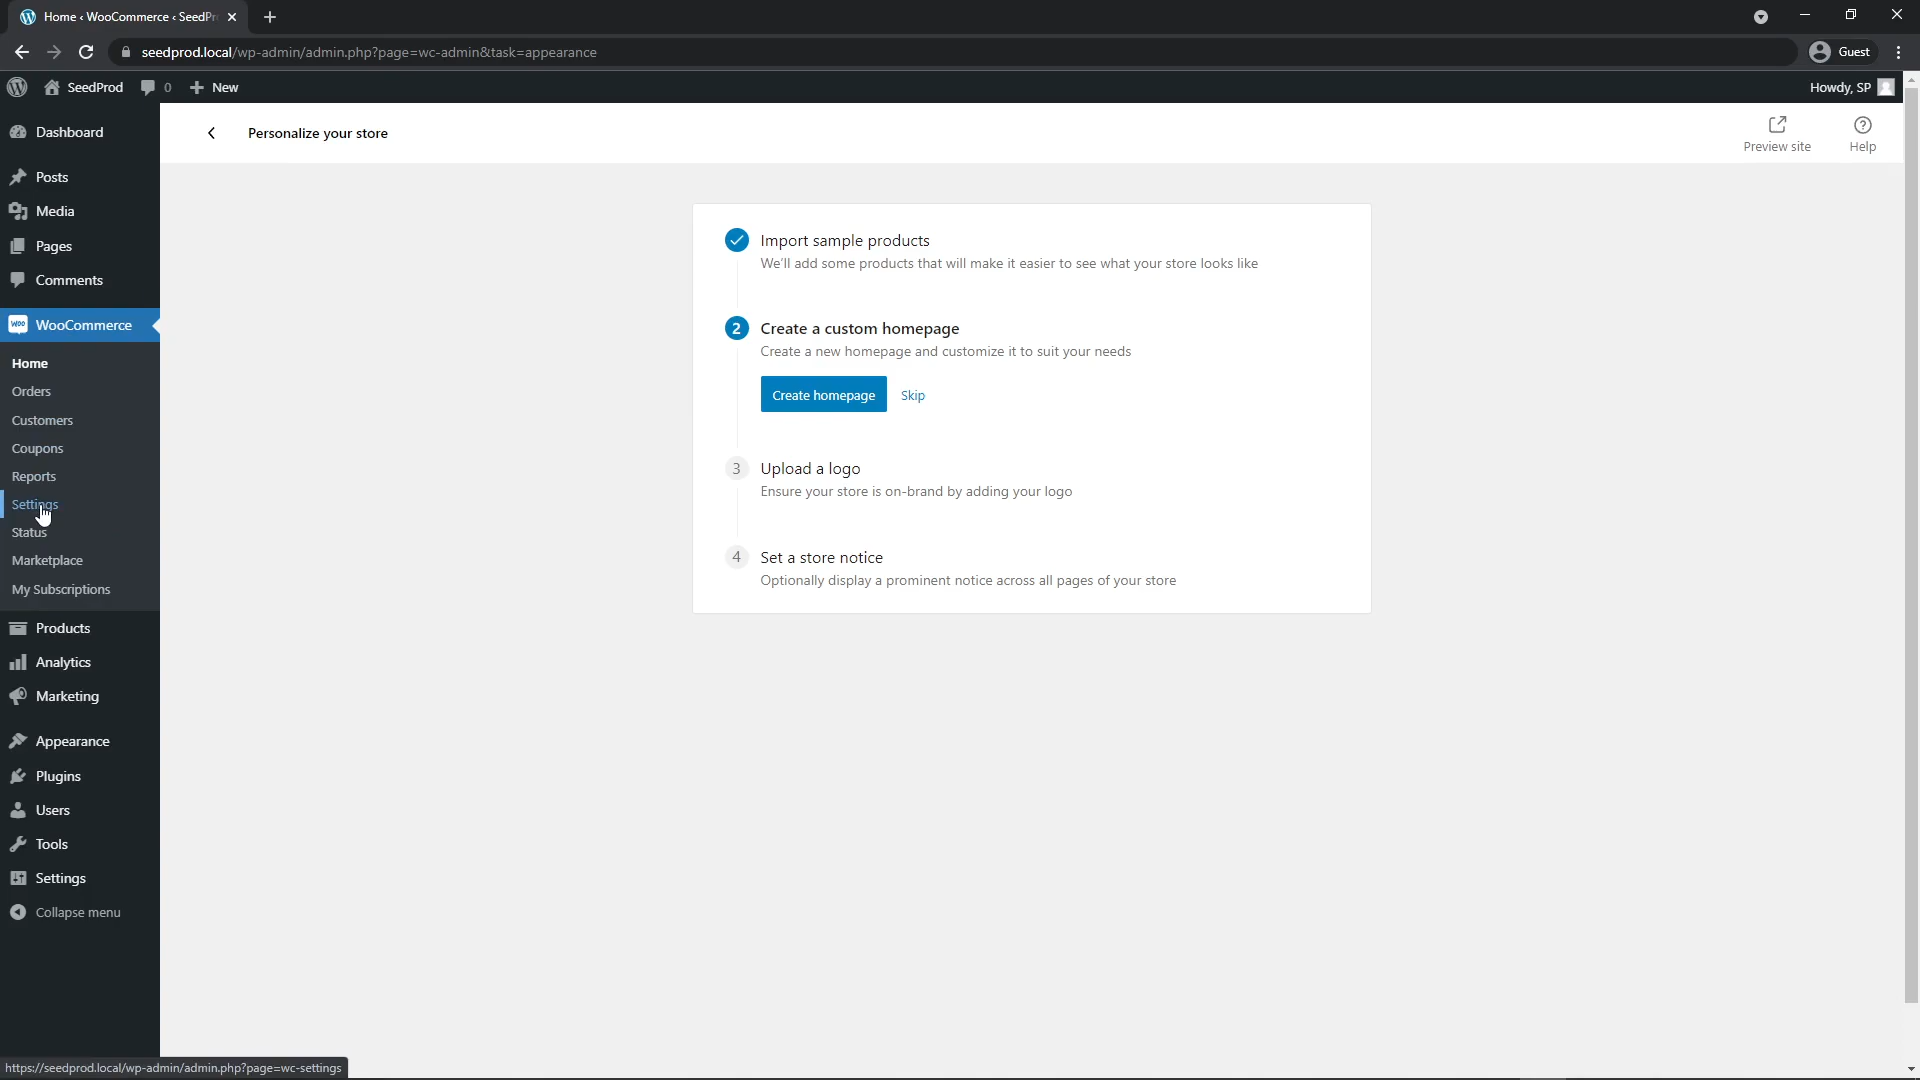 Home ‹ WooCommerce ‹ SeedPr
seedprod.local/wp-admin/admin.php?page=wc-admin&task=appearance
Guest
SeedProd
0
New
Howdy, SP
Dashboard
Posts
Media
Pages
Comments
Woo
WooCommerce
Home
Orders
Customers
Coupons
Reports
Settings
Status
Marketplace
My Subscriptions
Products
Analytics
Marketing
Appearance
Plugins
Users
Tools
Settings
Collapse menu
Personalize your store
Preview site
Help
Import sample products
We'll add some products that will make it easier to see what your store looks like
2
Create a custom homepage
Create a new homepage and customize it to suit your needs
Create homepage
Skip
3
Upload a logo
Ensure your store is on-brand by adding your logo
4
Set a store notice
Optionally display a prominent notice across all pages of your store
https://seedprod.local/wp-admin/admin.php?page=wc-settings